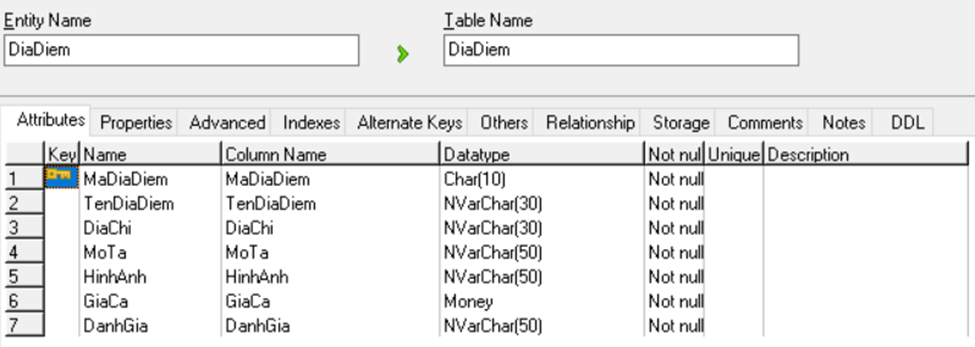 Entity Name Table Name
DiaDiem DiaDiem
Attributes Properties Advanced Indexes Alternate Keys Others Relationship Storage Comments Notes DDL
Key Name Column Name Datatype Not nul Unique Description
1 MaDiaDiem MaDiaDiem Char(10) Not null
2 TenDiaDiem TenDiaDiem NVarChar(30) Not null
3 DiaChi DiaChi NVarChar(30) Not null
4 MoTa MoTa NVarChar(50) Not null
5 HinhAnh HinhAnh NVarChar(50) Not null
6 GiaCa GiaCa Money Not null
7 DanhGia DanhGia NVarChar(50) Not null